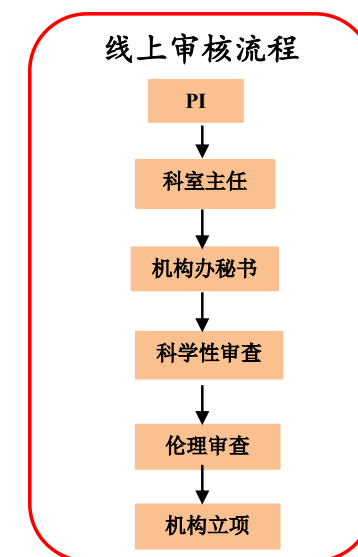 线上审核流程
PI
科室主任
机构办秘书
科学性审查
伦理审查
机构立项